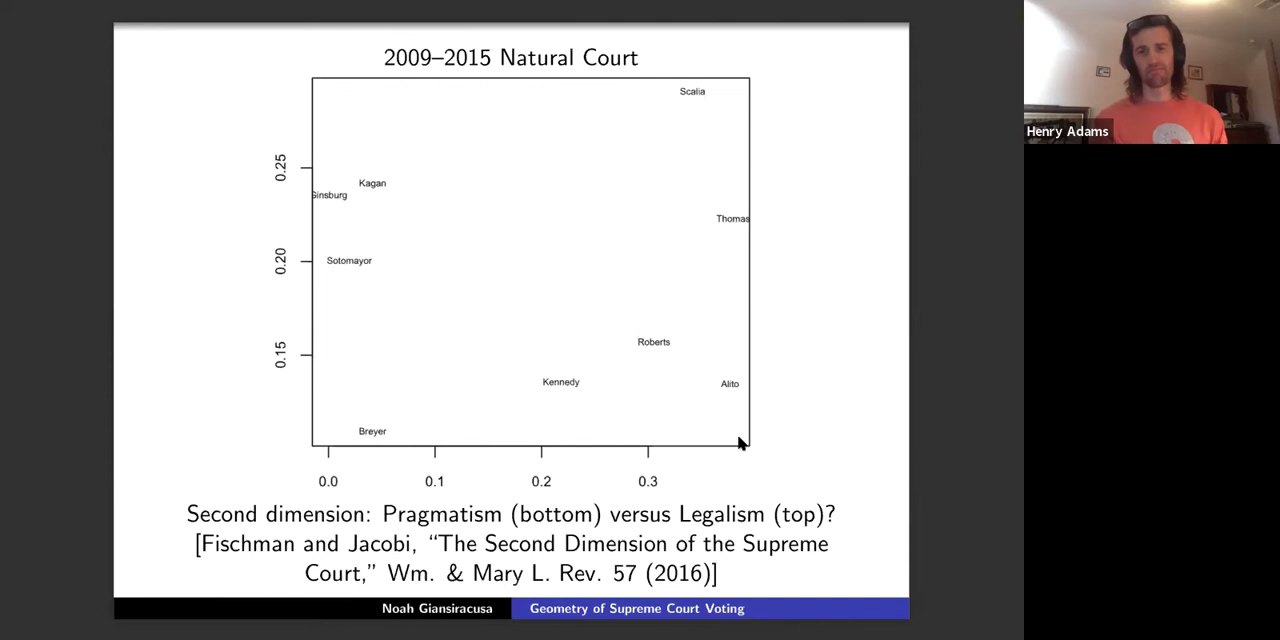 2009–2015 Natural Court
Scalia
0.25
Kagan
Ginsburg
Thomas
0.20
Sotomayor
Roberts
0.15
Kennedy
Alito
Breyer
0.0 0.1 0.2 0.3
Second dimension: Pragmatism (bottom) versus Legalism (top)?
[Fischman and Jacobi, “The Second Dimension of the Supreme
Court,” Wm. & Mary L. Rev. 57 (2016)]
Noah Giansiracusa Geometry of Supreme Court Voting
Henry Adams